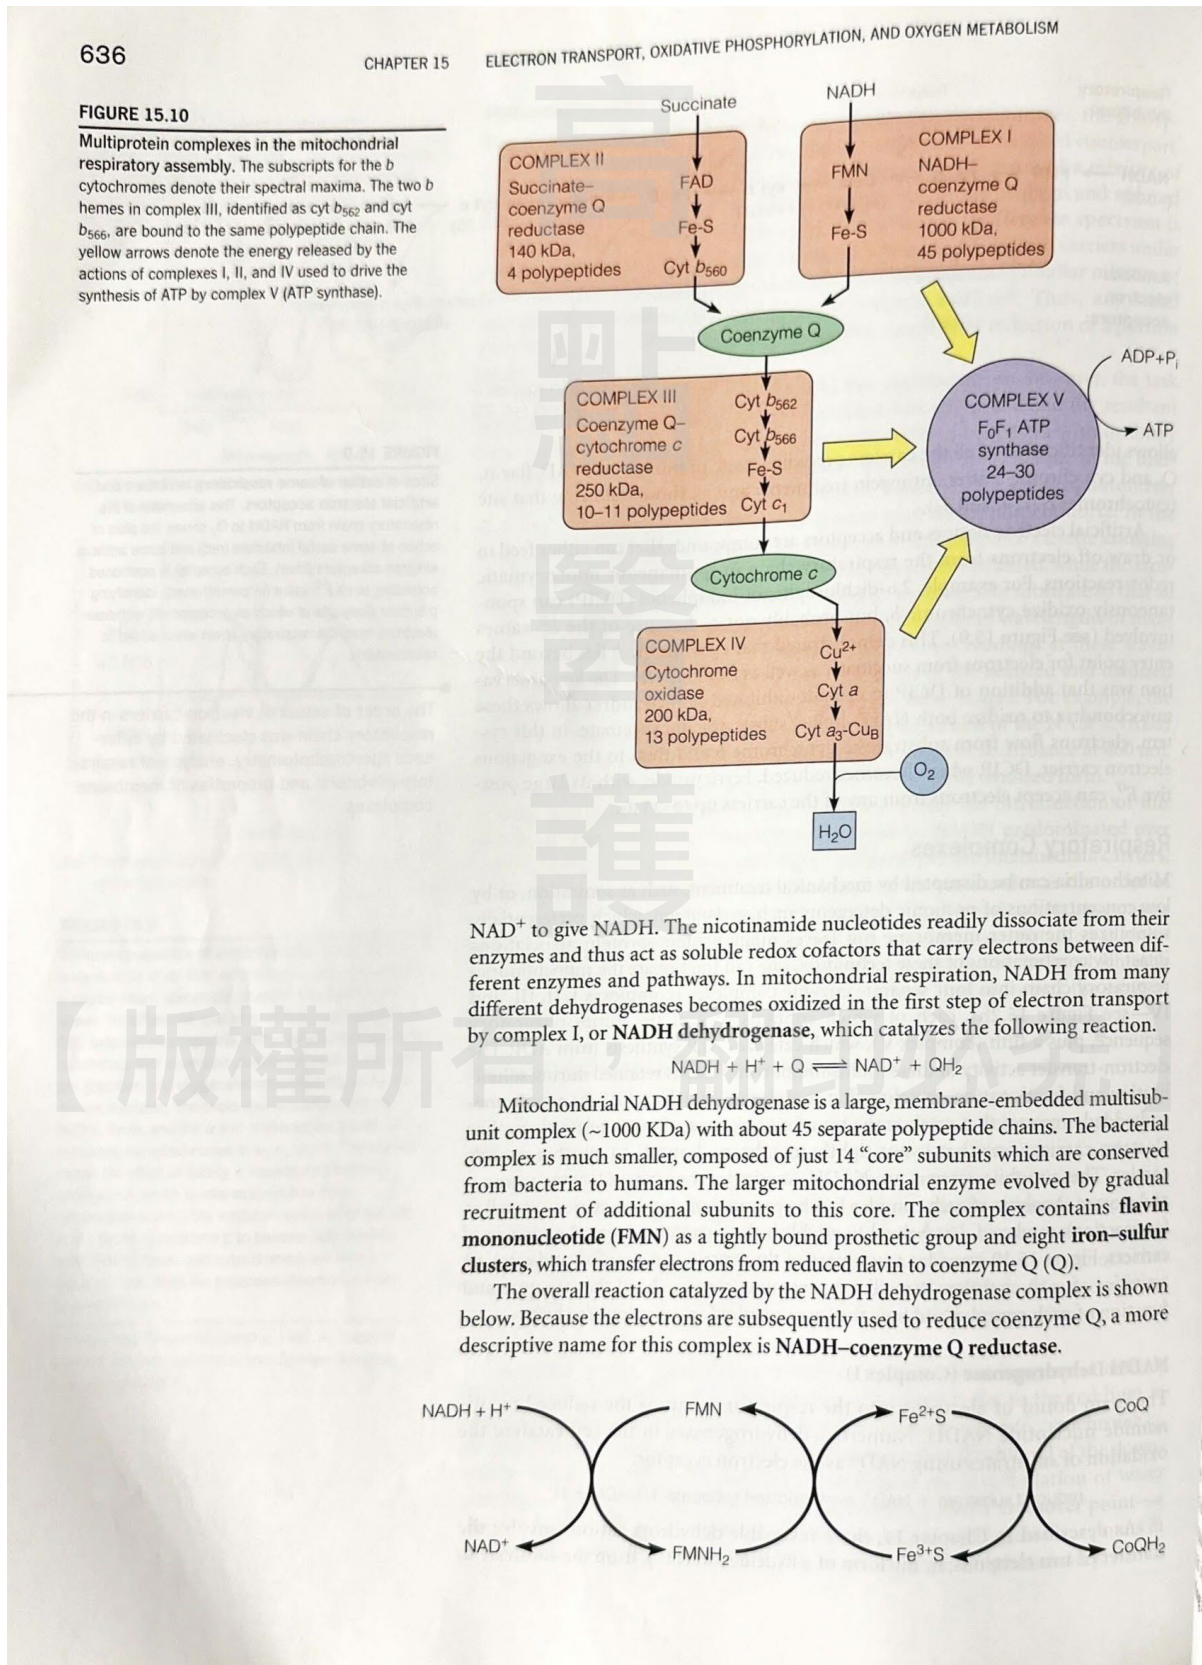 636
CHAPTER 15 ELECTRON TRANSPORT, OXIDATIVE PHOSPHORYLATION, AND OXYGEN METABOLISM
FIGURE 15.10
Multiprotein complexes in the mitochondrial
respiratory assembly. The subscripts for the b
cytochromes denote their spectral maxima. The two b
hemes in complex III, identified as cyt b562 and cyt
b566, are bound to the same polypeptide chain. The
yellow arrows denote the energy released by the
actions of complexes I, II, and IV used to drive the
synthesis of ATP by complex V (ATP synthase).
Succinate
NADH
COMPLEX II
Succinate–
coenzyme Q
reductase
140 kDa,
4 polypeptides
FAD
Fe-S
Cyt b560
FMN
Fe-S
COMPLEX I
NADH–
coenzyme Q
reductase
1000 kDa,
45 polypeptides
Coenzyme Q
COMPLEX III
Coenzyme Q–
cytochrome c
reductase
250 kDa,
10–11 polypeptides
Cyt b562
Cyt b566
Fe-S
Cyt c1
COMPLEX V
F0F1 ATP
synthase
24–30
polypeptides
ADP+Pi
ATP
Cytochrome c
COMPLEX IV
Cytochrome
oxidase
200 kDa,
13 polypeptides
Cu2+
Cyt a
Cyt a3-CuB
O2
H2O
NAD+ to give NADH. The nicotinamide nucleotides readily dissociate from their
enzymes and thus act as soluble redox cofactors that carry electrons between dif-
ferent enzymes and pathways. In mitochondrial respiration, NADH from many
different dehydrogenases becomes oxidized in the first step of electron transport
by complex I, or NADH dehydrogenase, which catalyzes the following reaction.
NADH + H+ + Q ⇌ NAD+ + QH2
Mitochondrial NADH dehydrogenase is a large, membrane-embedded multisub-
unit complex (~1000 KDa) with about 45 separate polypeptide chains. The bacterial
complex is much smaller, composed of just 14 “core” subunits which are conserved
from bacteria to humans. The larger mitochondrial enzyme evolved by gradual
recruitment of additional subunits to this core. The complex contains flavin
mononucleotide (FMN) as a tightly bound prosthetic group and eight iron–sulfur
clusters, which transfer electrons from reduced flavin to coenzyme Q (Q).
The overall reaction catalyzed by the NADH dehydrogenase complex is shown
below. Because the electrons are subsequently used to reduce coenzyme Q, a more
descriptive name for this complex is NADH–coenzyme Q reductase.
NADH + H+
FMN
Fe2+S
CoQ
NAD+
FMNH2
Fe3+S
CoQH2
高點醫護
【版權所有,翻印必究】